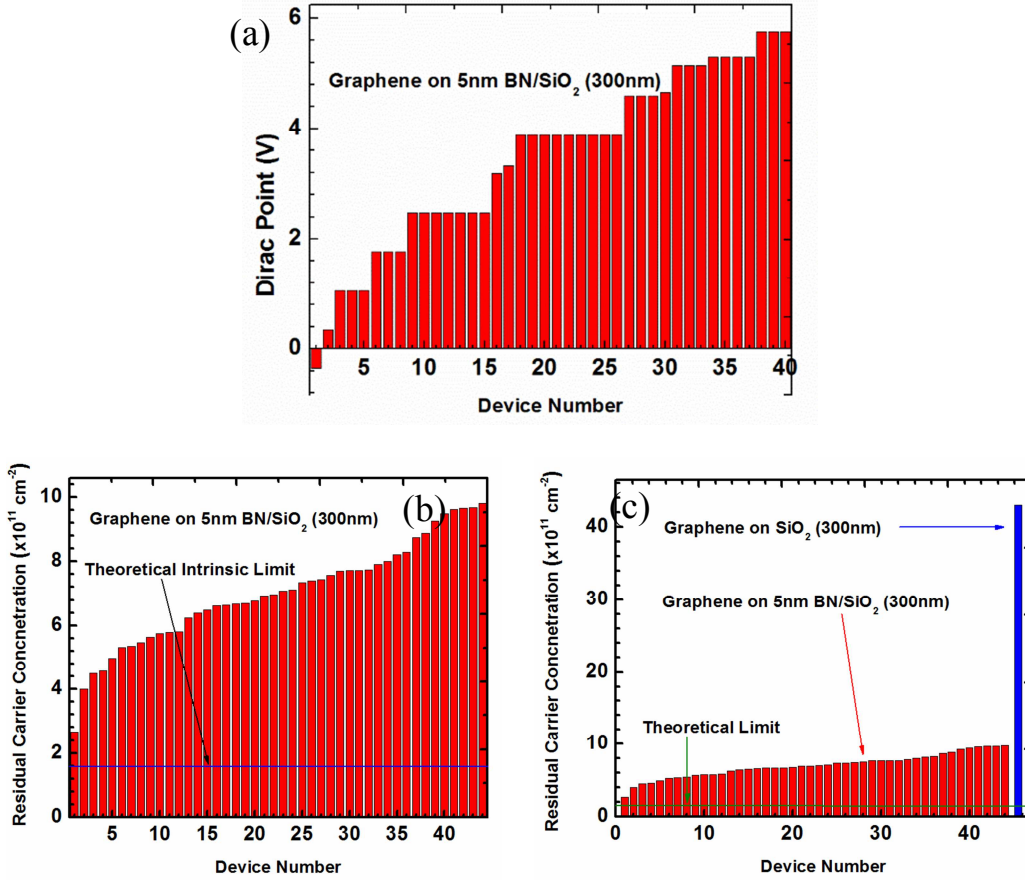 (a)
6
4
2
0
Dirac Point (V)
Graphene on 5nm BN/SiO2 (300nm)
5 10 15 20 25 30 35 40
Device Number
(b)
10
8
6
4
2
0
Residual Carrier Concnetration (x10^11 cm^-2)
Graphene on 5nm BN/SiO2 (300nm)
Theoretical Intrinsic Limit
5 10 15 20 25 30 35 40
Device Number
(c)
40
30
20
10
0
Residual Carrier Concnetration (x10^11 cm^-2)
Graphene on SiO2 (300nm)
Graphene on 5nm BN/SiO2 (300nm)
Theoretical Limit
0 10 20 30 40
Device Number